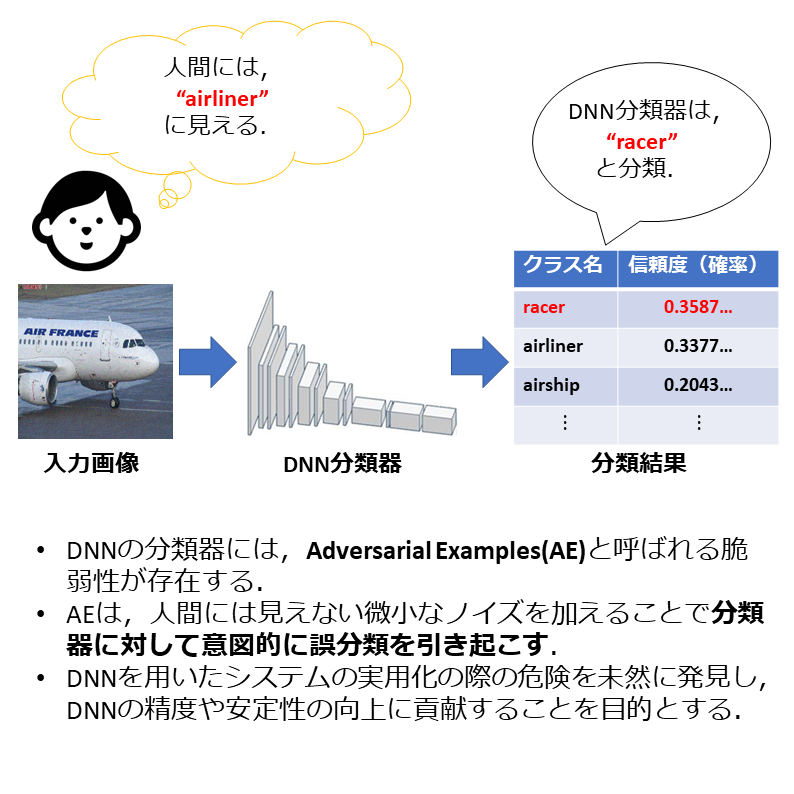 人間には，
“airliner”
に見える．
DNN分類器は，
“racer”
と分類．
AIR FRANCE
クラス名 信頼度（確率）
racer 0.3587…
airliner 0.3377…
airship 0.2043…
⋮ ⋮
入力画像
DNN分類器
分類結果
• DNNの分類器には，Adversarial Examples(AE)と呼ばれる脆
弱性が存在する．
• AEは，人間には見えない微小なノイズを加えることで分類
器に対して意図的に誤分類を引き起こす．
• DNNを用いたシステムの実用化の際の危険を未然に発見し，
DNNの精度や安定性の向上に貢献することを目的とする．